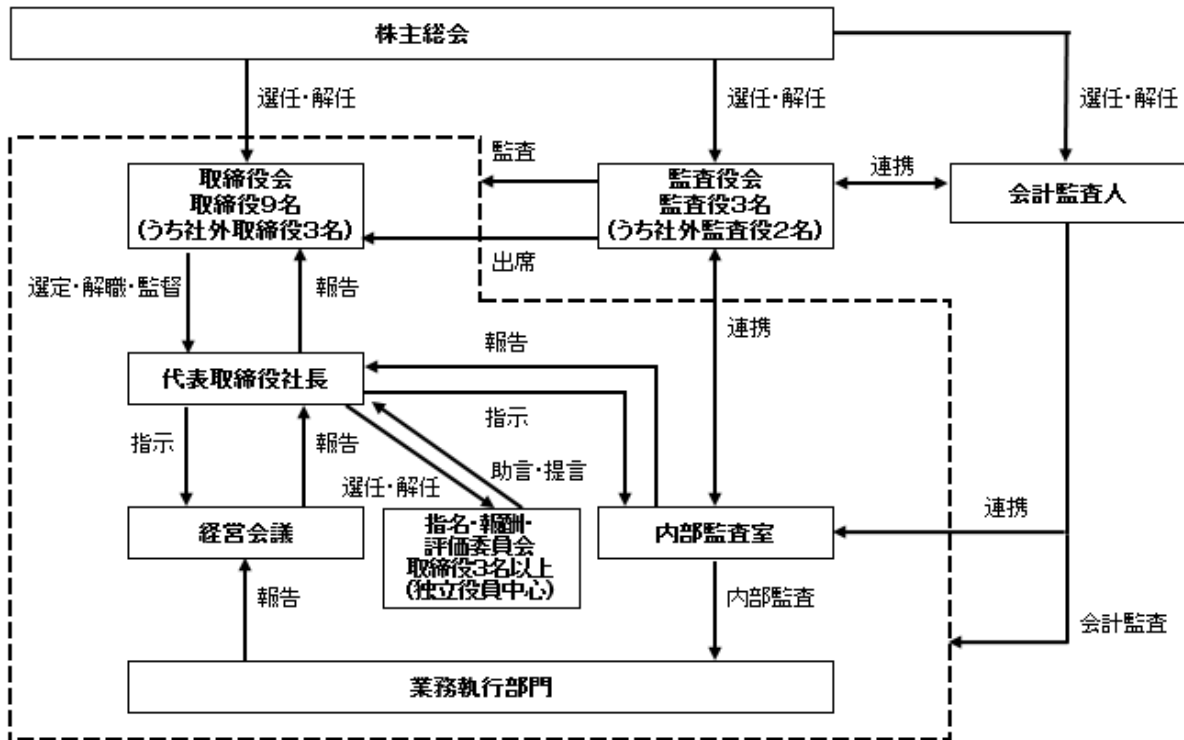 株主総会
選任・解任
選任・解任
選任・解任
監査
取締役会
取締役9名
(うち社外取締役3名)
監査役会
監査役3名
(うち社外監査役2名)
連携
会計監査人
出席
選定・解職・監督
報告
連携
報告
代表取締役社長
指示
報告
指示
助言・提言
選任・解任
経営会議
指名・報酬・
評価委員会
取締役3名以上
(独立役員中心)
内部監査室
連携
報告
内部監査
会計監査
業務執行部門